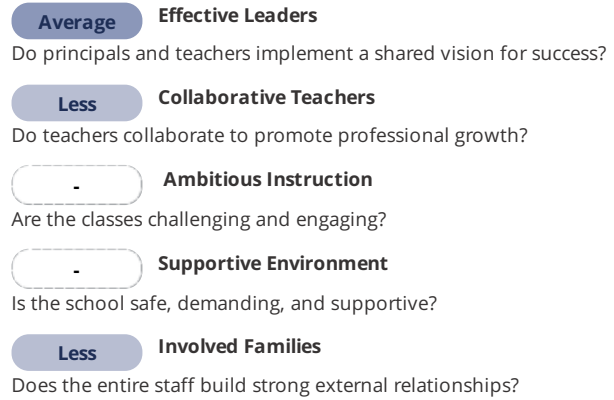 Average Effective Leaders
Do principals and teachers implement a shared vision for success?
Less Collaborative Teachers
Do teachers collaborate to promote professional growth?
- Ambitious Instruction
Are the classes challenging and engaging?
- Supportive Environment
Is the school safe, demanding, and supportive?
Less Involved Families
Does the entire staff build strong external relationships?